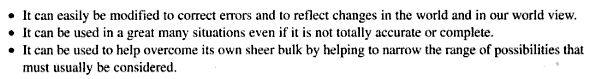 • It can easily be modified to correct errors and to reflect changes in the world and in our world view.
• It can be used in a great many situations even if it is not totally accurate or complete.
• It can be used to help overcome its own sheer bulk by helping to narrow the range of possibilities that
must usually be considered.